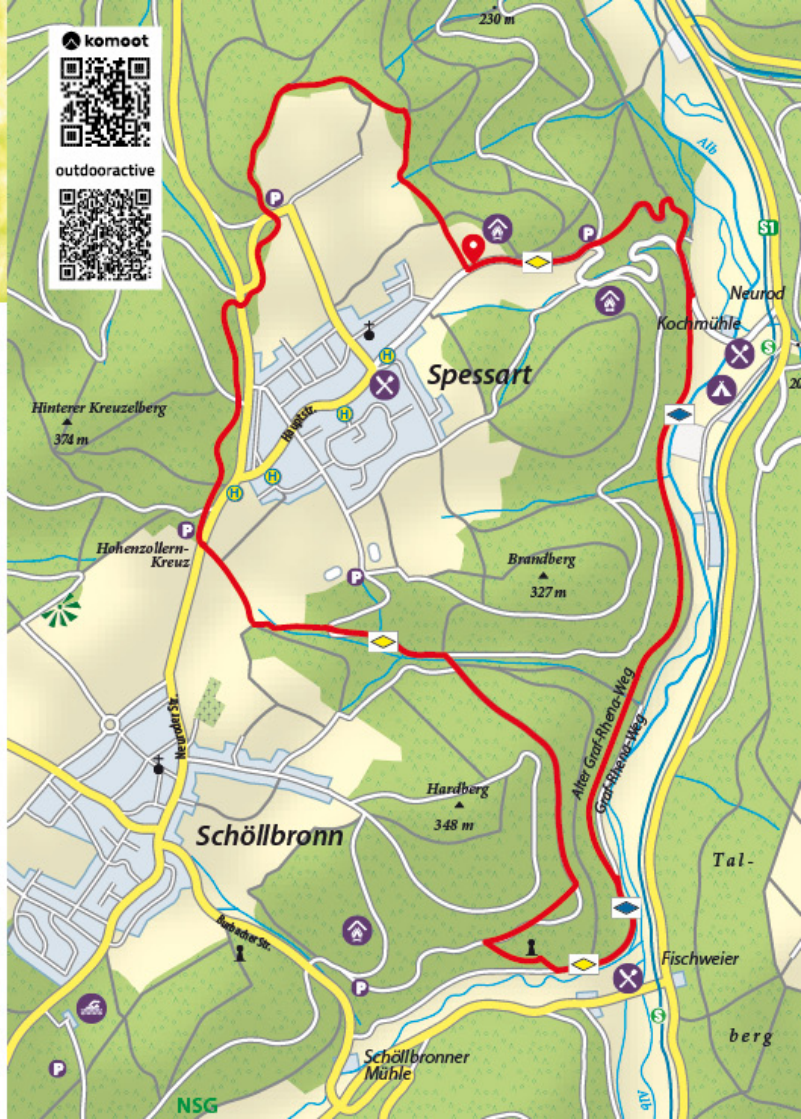 komoot
outdooractive
230 m
Alb
S1
Neurod
Kochmühle
S
20
P
P
H
Spessart
H
Hauptstr.
Hinterer Kreuzelberg
374 m
H
H
P
Hohenzollern-
Kreuz
Brandberg
327 m
P
Alter Graf-Rhena-Weg
Graf-Rhena-Weg
Neuroder Str.
Hardberg
348 m
Schöllbronn
Tal-
Burbacher Str.
Fischweier
P
S
berg
Schöllbronner
Mühle
P
Alb
NSG